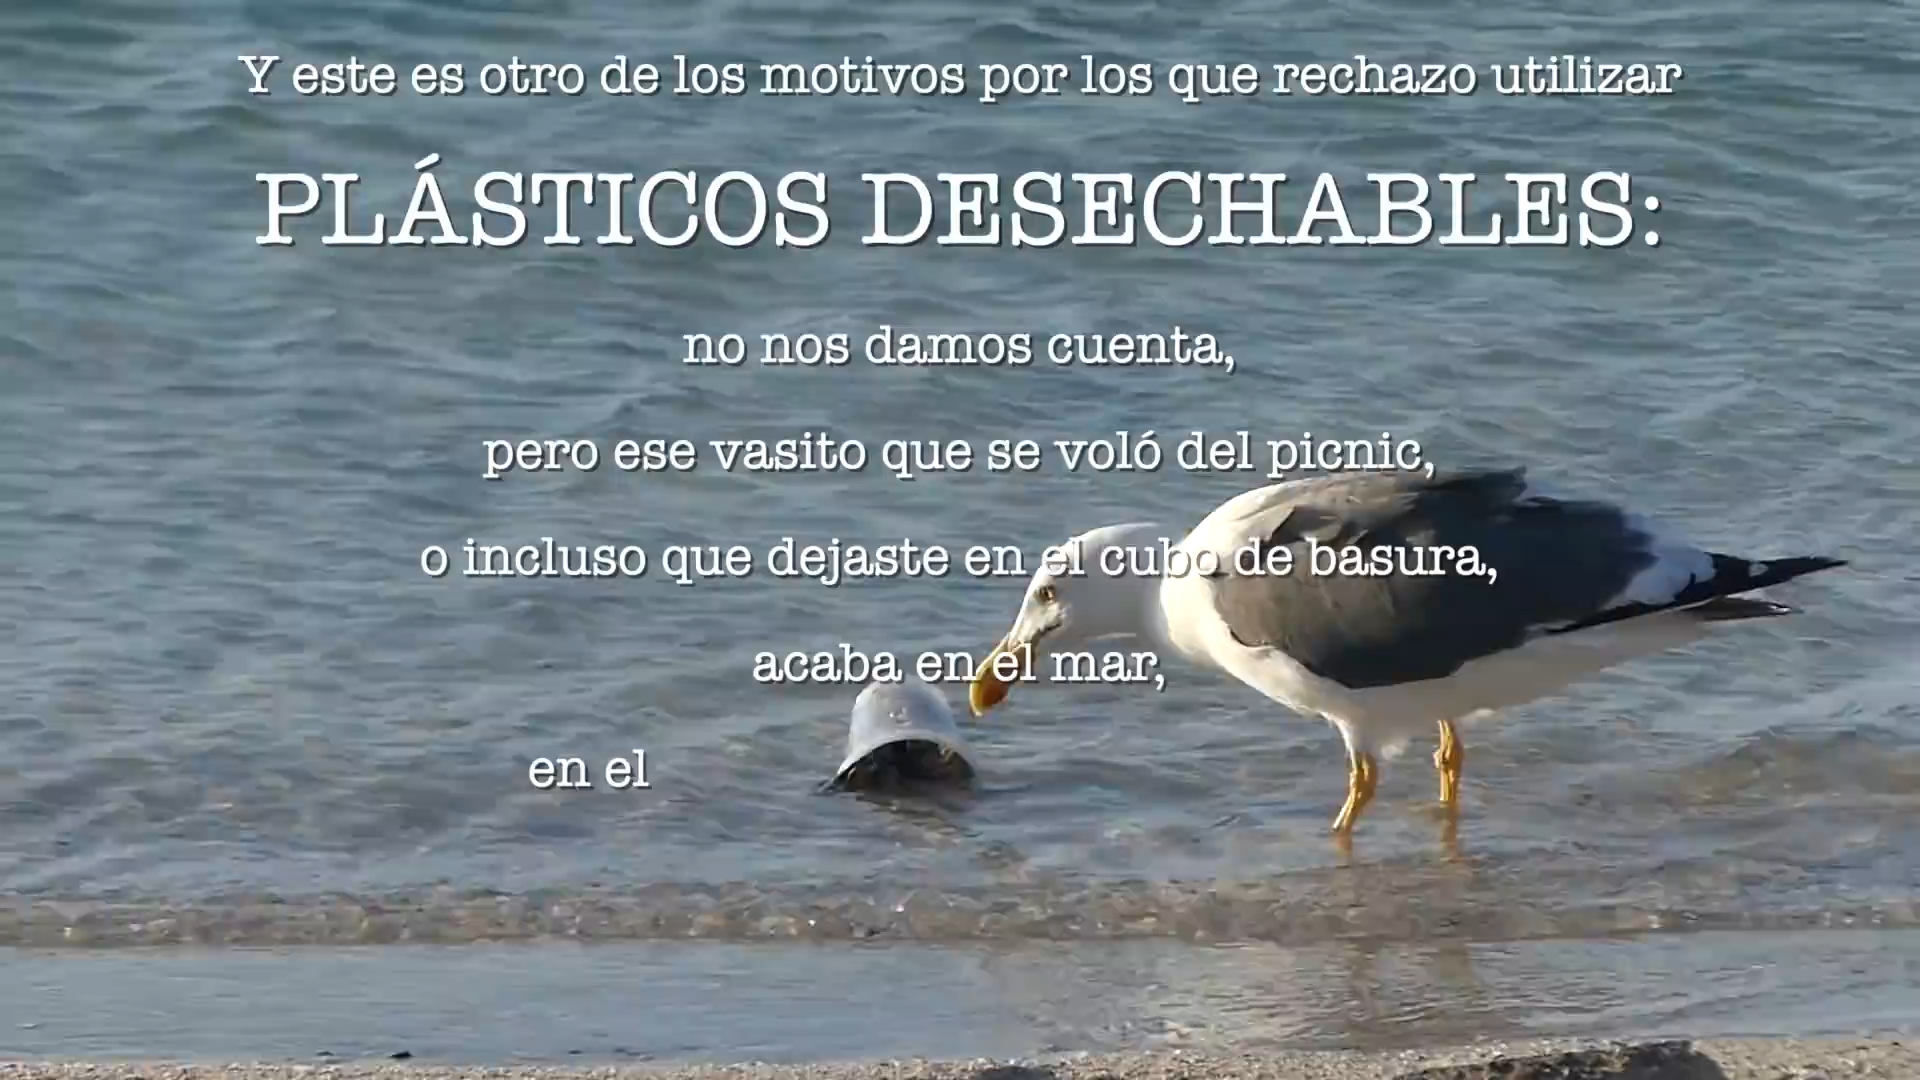 Y este es otro de los motivos por los que rechazo utilizar
PLÁSTICOS DESECHABLES:
no nos damos cuenta,
pero ese vasito que se voló del picnic,
o incluso que dejaste en el cubo de basura,
acaba en el mar,
en el